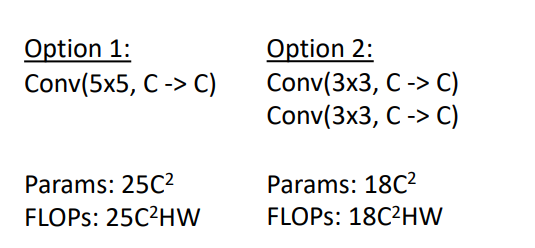 Option 1:
Conv(5x5, C -> C)
Params: 25C²
FLOPs: 25C²HW
Option 2:
Conv(3x3, C -> C)
Conv(3x3, C -> C)
Params: 18C²
FLOPs: 18C²HW